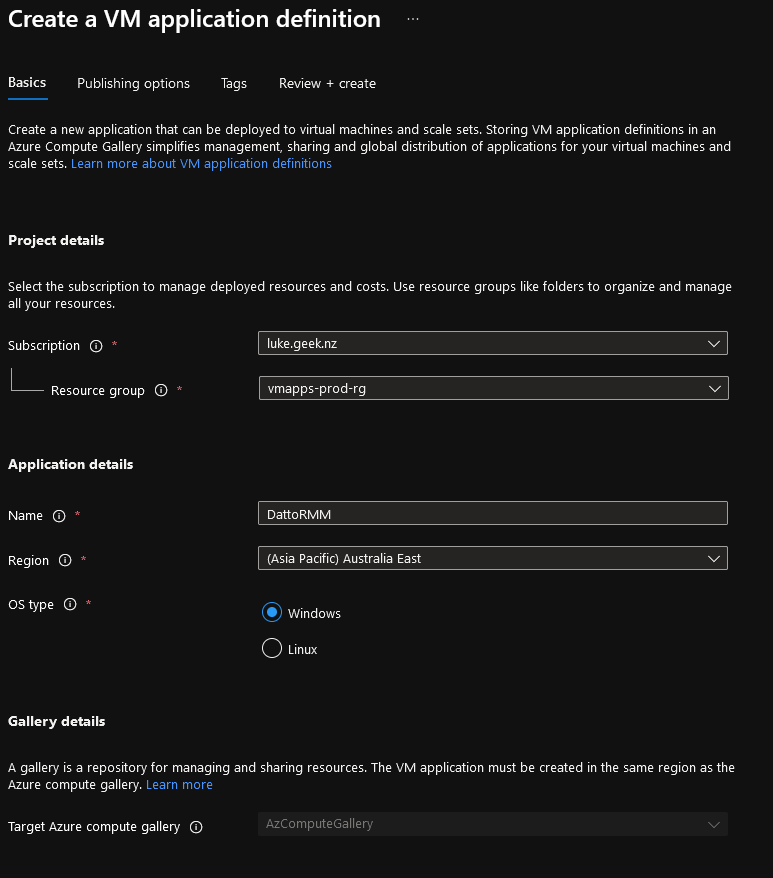 Create a VM application definition ...
Basics Publishing options Tags Review + create
Create a new application that can be deployed to virtual machines and scale sets. Storing VM application definitions in an
Azure Compute Gallery simplifies management, sharing and global distribution of applications for your virtual machines and
scale sets. Learn more about VM application definitions
Project details
Select the subscription to manage deployed resources and costs. Use resource groups like folders to organize and manage
all your resources.
Subscription * luke.geek.nz
Resource group * vmapps-prod-rg
Application details
Name * DattoRMM
Region * (Asia Pacific) Australia East
OS type * Windows
Linux
Gallery details
A gallery is a repository for managing and sharing resources. The VM application must be created in the same region as the
Azure compute gallery. Learn more
Target Azure compute gallery AzComputeGallery